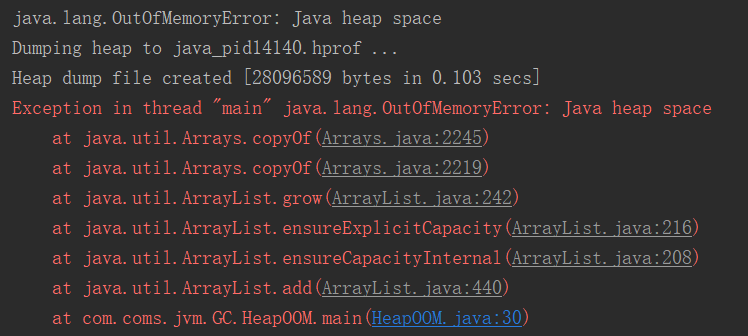 java.lang.OutOfMemoryError: Java heap space
Dumping heap to java_pid14140.hprof ...
Heap dump file created [28096589 bytes in 0.103 secs]
Exception in thread "main" java.lang.OutOfMemoryError: Java heap space
    at java.util.Arrays.copyOf(Arrays.java:2245)
    at java.util.Arrays.copyOf(Arrays.java:2219)
    at java.util.ArrayList.grow(ArrayList.java:242)
    at java.util.ArrayList.ensureExplicitCapacity(ArrayList.java:216)
    at java.util.ArrayList.ensureCapacityInternal(ArrayList.java:208)
    at java.util.ArrayList.add(ArrayList.java:440)
    at com.coms.jvm.GC.HeapOOM.main(HeapOOM.java:30)